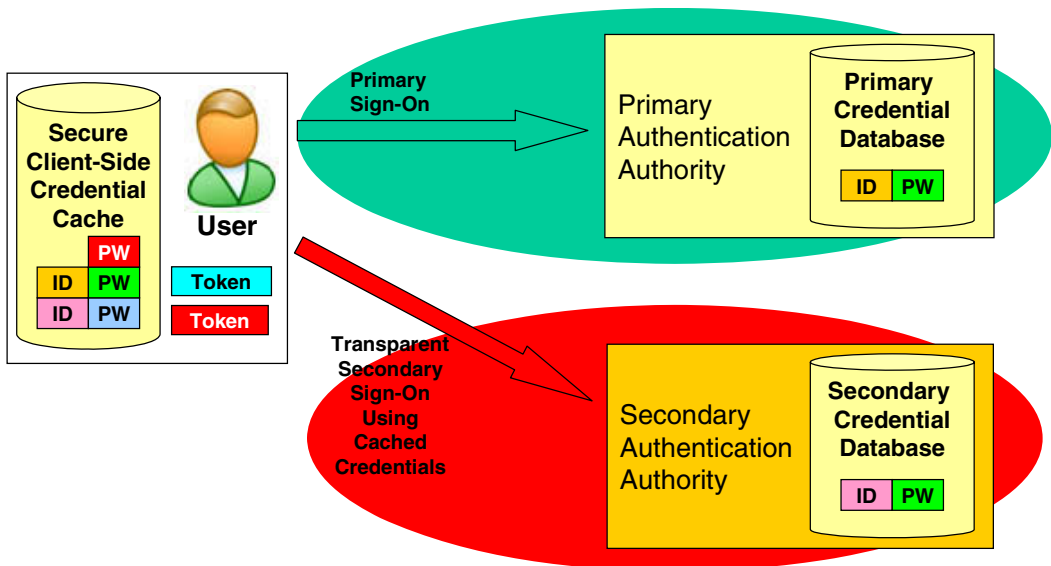 Secure
Client-Side
Credential
Cache
PW
ID PW
ID PW
User
Token
Token
Primary
Sign-On
Primary
Authentication
Authority
Primary
Credential
Database
ID PW
Transparent
Secondary
Sign-On
Using
Cached
Credentials
Secondary
Authentication
Authority
Secondary
Credential
Database
ID PW